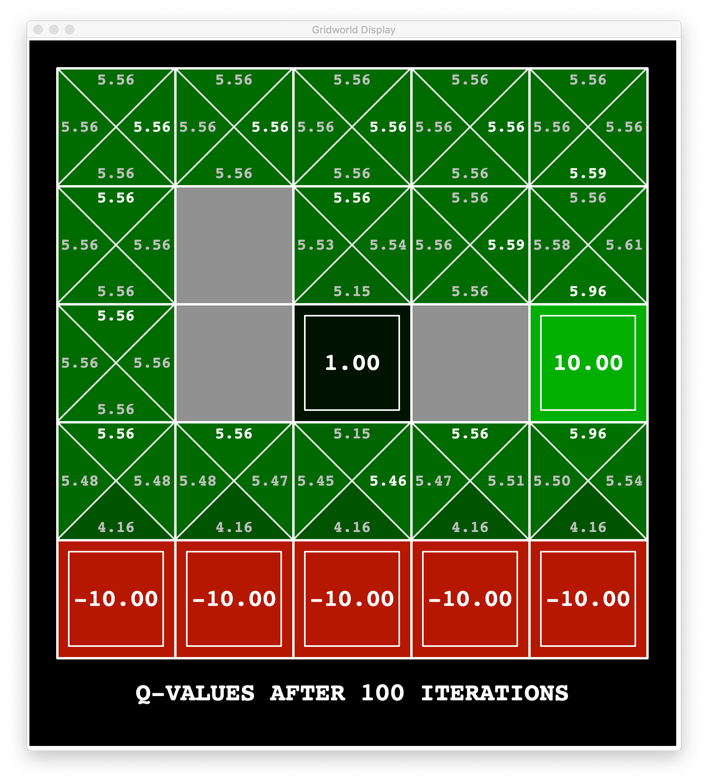 Gridworld Display
5.56 5.56 5.56 5.56 5.56
5.56 5.56 5.56 5.56 5.56 5.56 5.56 5.56 5.56 5.56
5.56 5.56 5.56 5.56 5.59
5.56 5.56 5.56 5.56
5.56 5.56 5.53 5.54 5.56 5.59 5.58 5.61
5.56 5.15 5.56 5.96
5.56
5.56 5.56 1.00 10.00
5.56
5.56 5.56 5.15 5.56 5.96
5.48 5.48 5.48 5.47 5.45 5.46 5.47 5.51 5.50 5.54
4.16 4.16 4.16 4.16 4.16
-10.00 -10.00 -10.00 -10.00 -10.00
Q-VALUES AFTER 100 ITERATIONS